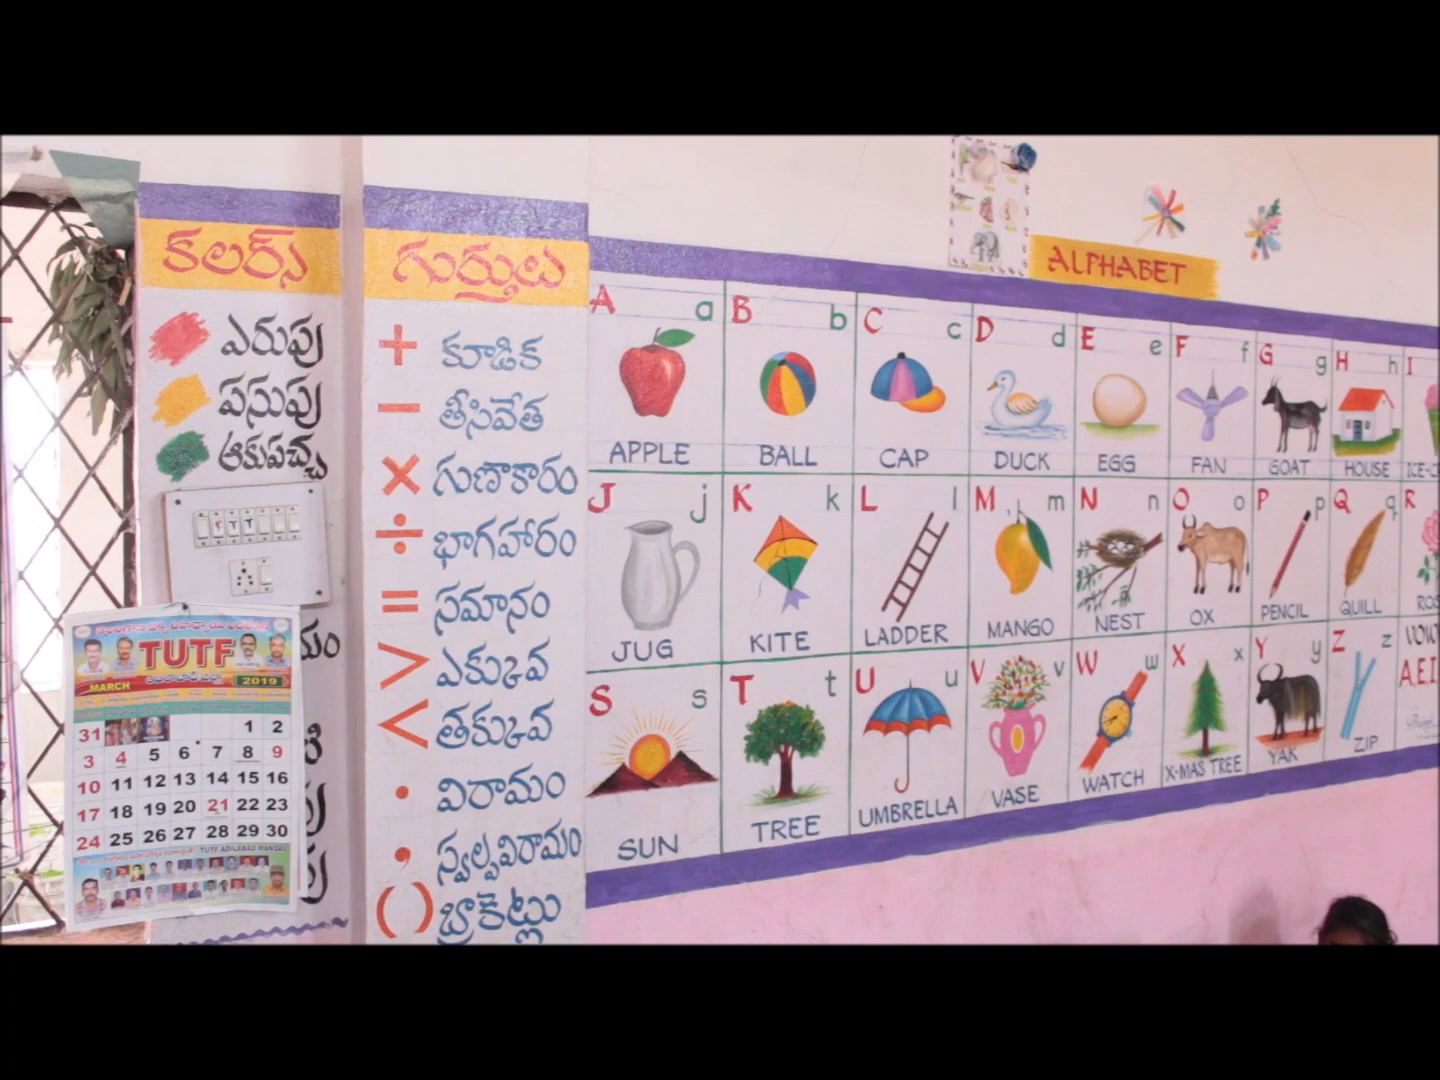 కలర్స్
ఎరుపు
పసుపు
ఆకుపచ్చ
TUTF
MARCH
2019
31 1 2
3 4 5 6 7 8 9
10 11 12 13 14 15 16
17 18 19 20 21 22 23
24 25 26 27 28 29 30
TUTF ADILABAD MANDAL
గుర్తులు
+ కూడిక
− తీసివేత
× గుణాకారం
÷ భాగహారం
= సమానం
> ఎక్కువ
< తక్కువ
. విరామం
, స్వల్పవిరామం
() బ్రాకెట్లు
ALPHABET
A a B b C c D d E e F f G g H h I
APPLE BALL CAP DUCK EGG FAN GOAT HOUSE
J j K k L l M m N n O o P p Q q R
JUG KITE LADDER MANGO NEST OX PENCIL QUILL
S s T t U u V v W w X x Y y Z z
SUN TREE UMBRELLA VASE WATCH X-MAS TREE YAK ZIP
A.E.I